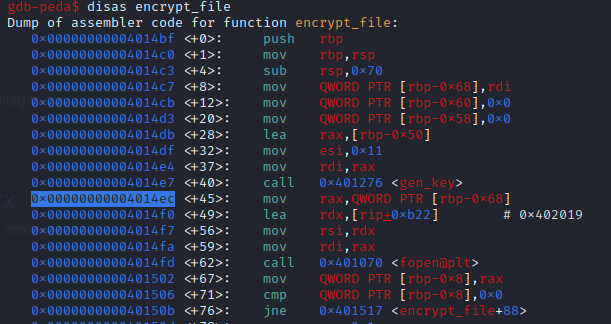 gdb-peda$ disas encrypt_file
Dump of assembler code for function encrypt_file:
0x00000000004014bf <+0>: push rbp
0x00000000004014c0 <+1>: mov rbp,rsp
0x00000000004014c3 <+4>: sub rsp,0x70
0x00000000004014c7 <+8>: mov QWORD PTR [rbp-0x68],rdi
0x00000000004014cb <+12>: mov QWORD PTR [rbp-0x60],0x0
0x00000000004014d3 <+20>: mov QWORD PTR [rbp-0x58],0x0
0x00000000004014db <+28>: lea rax,[rbp-0x50]
0x00000000004014df <+32>: mov esi,0x11
0x00000000004014e4 <+37>: mov rdi,rax
0x00000000004014e7 <+40>: call 0x401276 <gen_key>
0x00000000004014ec <+45>: mov rax,QWORD PTR [rbp-0x68]
0x00000000004014f0 <+49>: lea rdx,[rip+0xb22] # 0x402019
0x00000000004014f7 <+56>: mov rsi,rdx
0x00000000004014fa <+59>: mov rdi,rax
0x00000000004014fd <+62>: call 0x401070 <fopen@plt>
0x0000000000401502 <+67>: mov QWORD PTR [rbp-0x8],rax
0x0000000000401506 <+71>: cmp QWORD PTR [rbp-0x8],0x0
0x000000000040150b <+76>: jne 0x401517 <encrypt_file+88>